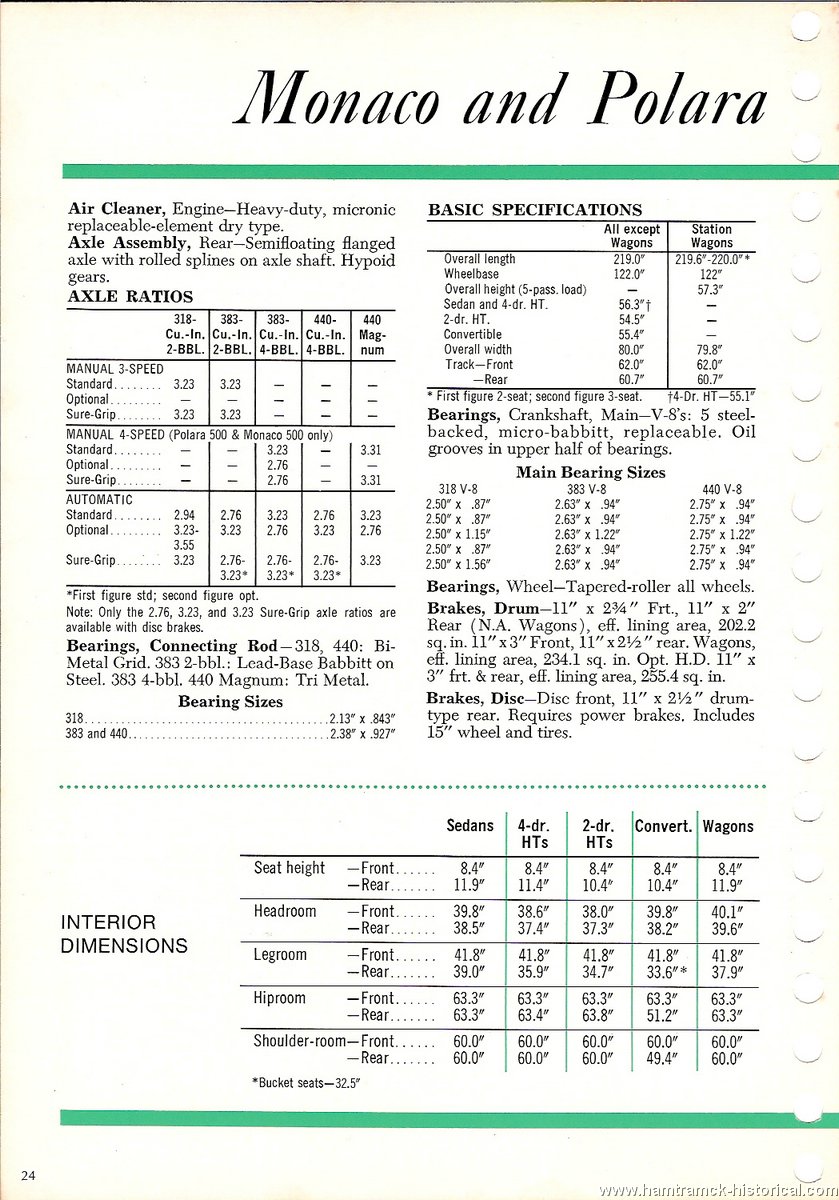 Monaco and Polara
Air Cleaner, Engine—Heavy-duty, micronic
replaceable-element dry type.
Axle Assembly, Rear—Semifloating flanged
axle with rolled splines on axle shaft. Hypoid
gears.
AXLE RATIOS
318- 383- 383- 440- 440
Cu.-In. Cu.-In. Cu.-In. Cu.-In. Mag-
2-BBL. 2-BBL. 4-BBL. 4-BBL. num
MANUAL 3-SPEED
Standard........ 3.23 3.23 — — —
Optional......... — — — — —
Sure-Grip........ 3.23 3.23 — — —
MANUAL 4-SPEED (Polara 500 & Monaco 500 only)
Standard........ — — 3.23 — 3.31
Optional......... — — 2.76 — —
Sure-Grip........ — — 2.76 — 3.31
AUTOMATIC
Standard........ 2.94 2.76 3.23 2.76 3.23
Optional......... 3.23- 3.23 2.76 3.23 2.76
3.55
Sure-Grip........ 3.23 2.76- 2.76- 2.76- 3.23
3.23* 3.23* 3.23*
*First figure std; second figure opt.
Note: Only the 2.76, 3.23, and 3.23 Sure-Grip axle ratios are
available with disc brakes.
Bearings, Connecting Rod—318, 440: Bi-
Metal Grid. 383 2-bbl.: Lead-Base Babbitt on
Steel. 383 4-bbl. 440 Magnum: Tri Metal.
Bearing Sizes
318........................................2.13" x .843"
383 and 440.................................2.38" x .927"
BASIC SPECIFICATIONS
All except Station
Wagons Wagons
Overall length 219.0" 219.6"-220.0"*
Wheelbase 122.0" 122"
Overall height (5-pass. load) — 57.3"
Sedan and 4-dr. HT. 56.3"† —
2-dr. HT. 54.5" —
Convertible 55.4" —
Overall width 80.0" 79.8"
Track—Front 62.0" 62.0"
—Rear 60.7" 60.7"
* First figure 2-seat; second figure 3-seat. †4-Dr. HT—55.1"
Bearings, Crankshaft, Main—V-8's: 5 steel-
backed, micro-babbitt, replaceable. Oil
grooves in upper half of bearings.
Main Bearing Sizes
318 V-8 383 V-8 440 V-8
2.50" x .87" 2.63" x .94" 2.75" x .94"
2.50" x .87" 2.63" x .94" 2.75" x .94"
2.50" x 1.15" 2.63" x 1.22" 2.75" x 1.22"
2.50" x .87" 2.63" x .94" 2.75" x .94"
2.50" x 1.56" 2.63" x .94" 2.75" x .94"
Bearings, Wheel—Tapered-roller all wheels.
Brakes, Drum—11" x 2¾" Frt., 11" x 2"
Rear (N.A. Wagons), eff. lining area, 202.2
sq. in. 11" x 3" Front, 11" x 2½" rear. Wagons,
eff. lining area, 234.1 sq. in. Opt. H.D. 11" x
3" frt. & rear, eff. lining area, 255.4 sq. in.
Brakes, Disc—Disc front, 11" x 2½" drum-
type rear. Requires power brakes. Includes
15" wheel and tires.
INTERIOR
DIMENSIONS
Sedans 4-dr. 2-dr. Convert. Wagons
HTs HTs
Seat height —Front...... 8.4" 8.4" 8.4" 8.4" 8.4"
—Rear....... 11.9" 11.4" 10.4" 10.4" 11.9"
Headroom —Front...... 39.8" 38.6" 38.0" 39.8" 40.1"
—Rear....... 38.5" 37.4" 37.3" 38.2" 39.6"
Legroom —Front...... 41.8" 41.8" 41.8" 41.8" 41.8"
—Rear....... 39.0" 35.9" 34.7" 33.6"* 37.9"
Hiproom —Front...... 63.3" 63.3" 63.3" 63.3" 63.3"
—Rear....... 63.3" 63.4" 63.8" 51.2" 63.3"
Shoulder-room—Front...... 60.0" 60.0" 60.0" 60.0" 60.0"
—Rear....... 60.0" 60.0" 60.0" 49.4" 60.0"
*Bucket seats—32.5"
24
www.hamtramck-historical.com